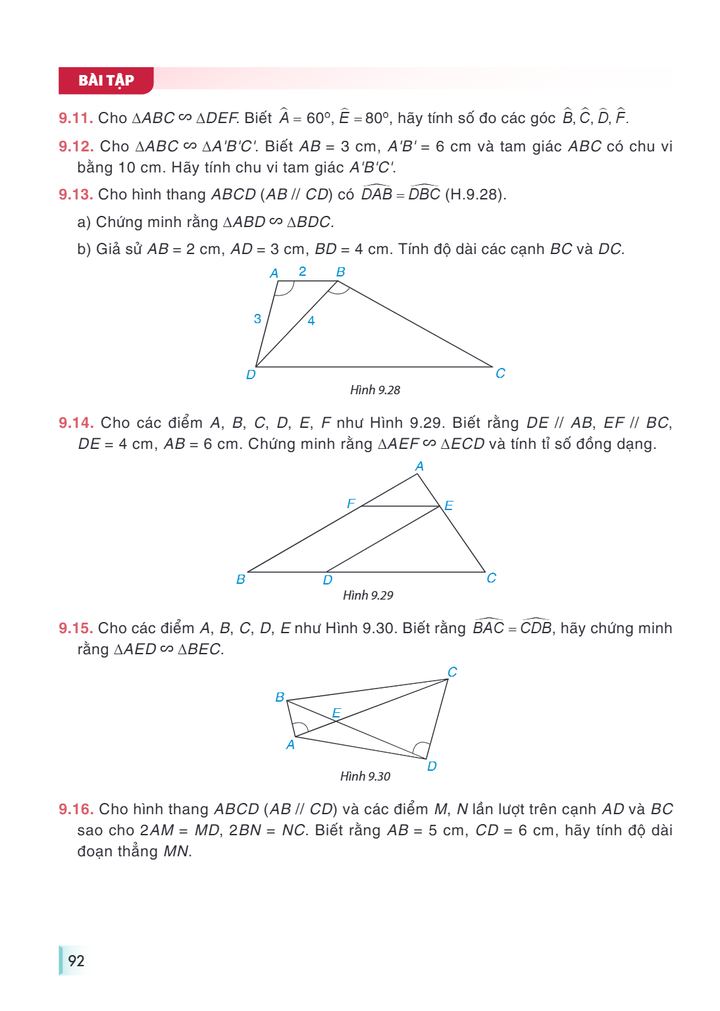 BÀI TẬP
9.11. Cho ∆ABC ∽ ∆DEF. Biết Â = 60º, Ê = 80º, hãy tính số đo các góc B̂, Ĉ, D̂, F̂.
9.12. Cho ∆ABC ∽ ∆A'B'C'. Biết AB = 3 cm, A'B' = 6 cm và tam giác ABC có chu vi
bằng 10 cm. Hãy tính chu vi tam giác A'B'C'.
9.13. Cho hình thang ABCD (AB // CD) có DAB = DBC (H.9.28).
a) Chứng minh rằng ∆ABD ∽ ∆BDC.
b) Giả sử AB = 2 cm, AD = 3 cm, BD = 4 cm. Tính độ dài các cạnh BC và DC.
A 2 B
3 4
D C
Hình 9.28
9.14. Cho các điểm A, B, C, D, E, F như Hình 9.29. Biết rằng DE // AB, EF // BC,
DE = 4 cm, AB = 6 cm. Chứng minh rằng ∆AEF ∽ ∆ECD và tính tỉ số đồng dạng.
A
F E
B D C
Hình 9.29
9.15. Cho các điểm A, B, C, D, E như Hình 9.30. Biết rằng BAC = CDB, hãy chứng minh
rằng ∆AED ∽ ∆BEC.
C
B
E
A
D
Hình 9.30
9.16. Cho hình thang ABCD (AB // CD) và các điểm M, N lần lượt trên cạnh AD và BC
sao cho 2AM = MD, 2BN = NC. Biết rằng AB = 5 cm, CD = 6 cm, hãy tính độ dài
đoạn thẳng MN.
92